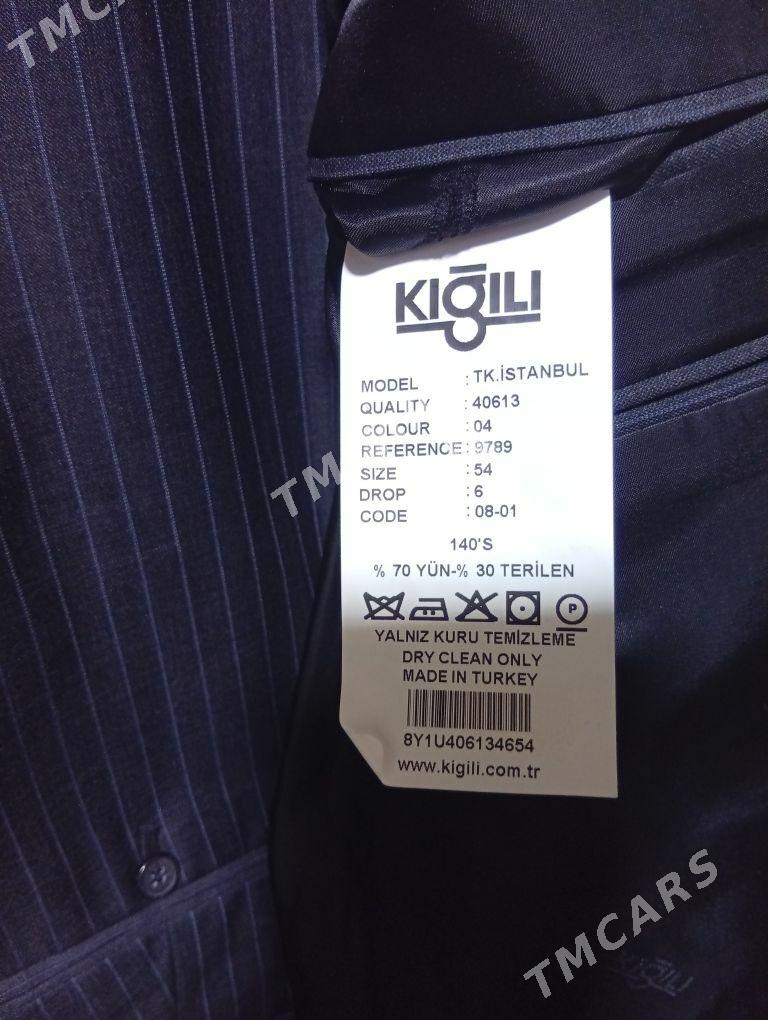 TMCARS
KIĞILI
MODEL : TK.İSTANBUL
QUALITY : 40613
COLOUR : 04
REFERENCE : 9789
SIZE : 54
DROP : 6
CODE : 08-01
140'S
% 70 YÜN-% 30 TERİLEN
P
YALNIZ KURU TEMİZLEME
DRY CLEAN ONLY
MADE IN TURKEY
8Y1U406134654
www.kigili.com.tr
TMCARS
KIĞILI